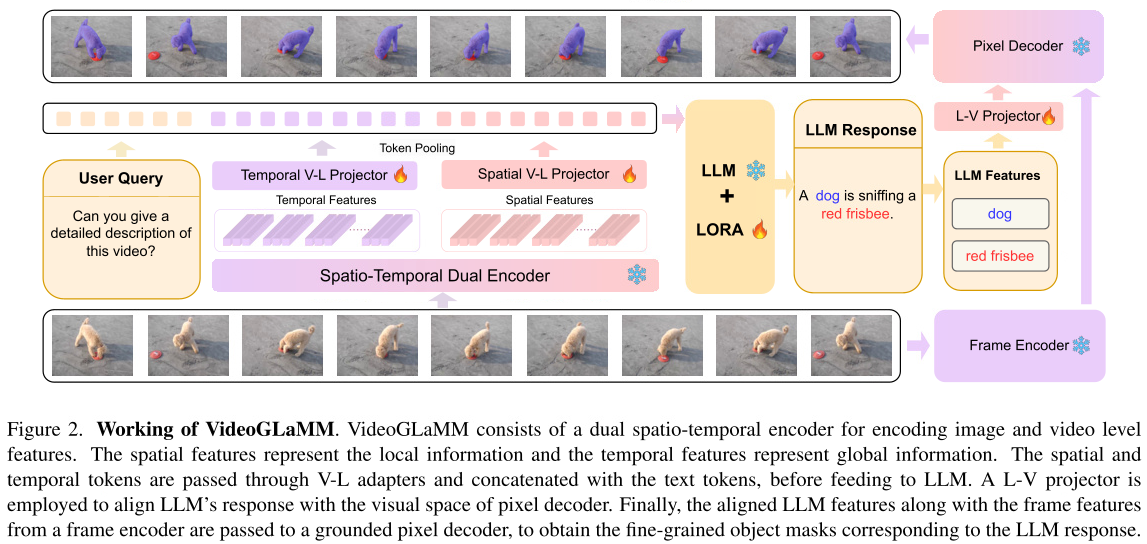 Pixel Decoder
Token Pooling
User Query
Can you give a
detailed description of
this video?
Temporal V-L Projector
Spatial V-L Projector
Temporal Features
Spatial Features
Spatio-Temporal Dual Encoder
LLM
+
LORA
LLM Response
A dog is sniffing a
red frisbee.
L-V Projector
LLM Features
dog
red frisbee
Frame Encoder
Figure 2. Working of VideoGLaMM. VideoGLaMM consists of a dual spatio-temporal encoder for encoding image and video level
features. The spatial features represent the local information and the temporal features represent global information. The spatial and
temporal tokens are passed through V-L adapters and concatenated with the text tokens, before feeding to LLM. A L-V projector is
employed to align LLM's response with the visual space of pixel decoder. Finally, the aligned LLM features along with the frame features
from a frame encoder are passed to a grounded pixel decoder, to obtain the fine-grained object masks corresponding to the LLM response.